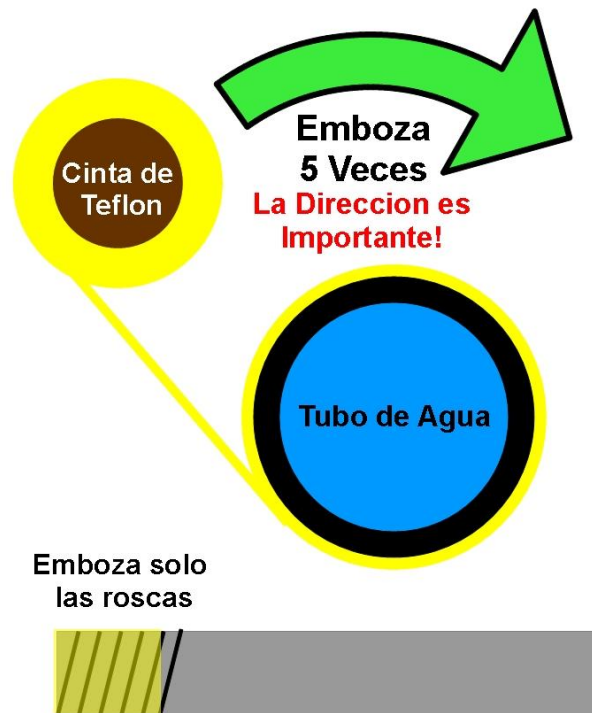 Emboza
5 Veces
La Direccion es
Importante!
Cinta de
Teflon
Tubo de Agua
Emboza solo
las roscas